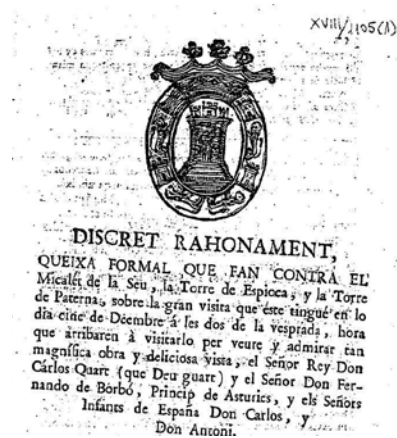 XVIII/1105(1)
DISCRET RAHONAMENT,
QUEIXA FORMAL QUE FAN CONTRA EL
Micalet de la Seu, la Torre de Espioca, y la Torre
de Paterna, sobre la gran visita que éste tingué en lo
dia cinc de Déembre á les dos de la vesprada, hora
que arribaren á visitarlo per veure y admirar tan
magnifica obra y deliciosa vista, el Señor Rey Don
Cárlos Quart (que Deu guart) y el Señor Don Fer-
nando de Borbó, Princip de Asturies, y els Señors
Infants de España Don Carlos, y
Don Antoni.